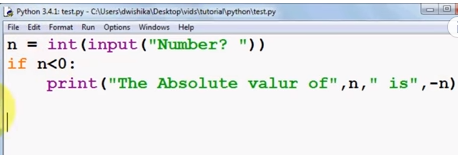 Python 3.4.1: test.py - C:\Users\dwishika\Desktop\vids\tutorial\python\test.py
File Edit Format Run Options Windows Help
n = int(input("Number? "))
if n<0:
    print("The Absolute valur of",n," is",-n)